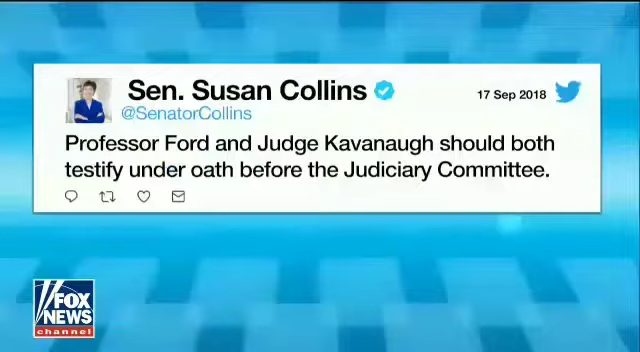 Sen. Susan Collins
17 Sep 2018
@SenatorCollins
Professor Ford and Judge Kavanaugh should both
testify under oath before the Judiciary Committee.
FOX
NEWS
channel